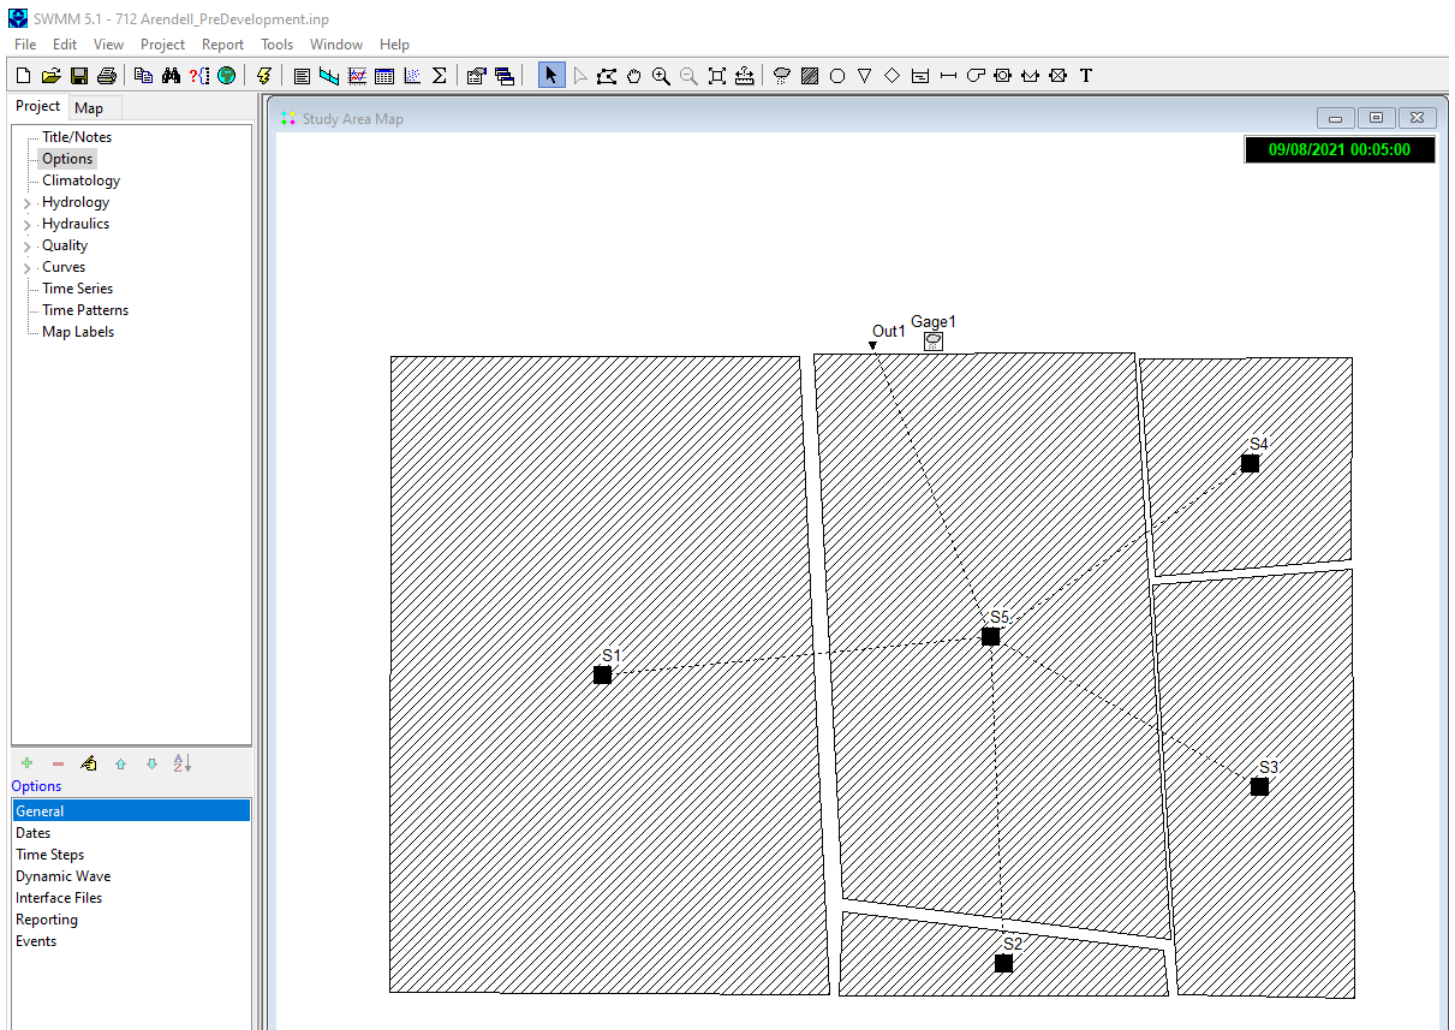 SWMM 5.1 - 712 Arendell_PreDevelopment.inp
File Edit View Project Report Tools Window Help
?{}
Σ
T
Project Map
Study Area Map
Title/Notes
Options
Climatology
Hydrology
Hydraulics
Quality
Curves
Time Series
Time Patterns
Map Labels
09/08/2021 00:05:00
Out1 Gage1
S4
S5
S1
S3
S2
A
Z
Options
General
Dates
Time Steps
Dynamic Wave
Interface Files
Reporting
Events